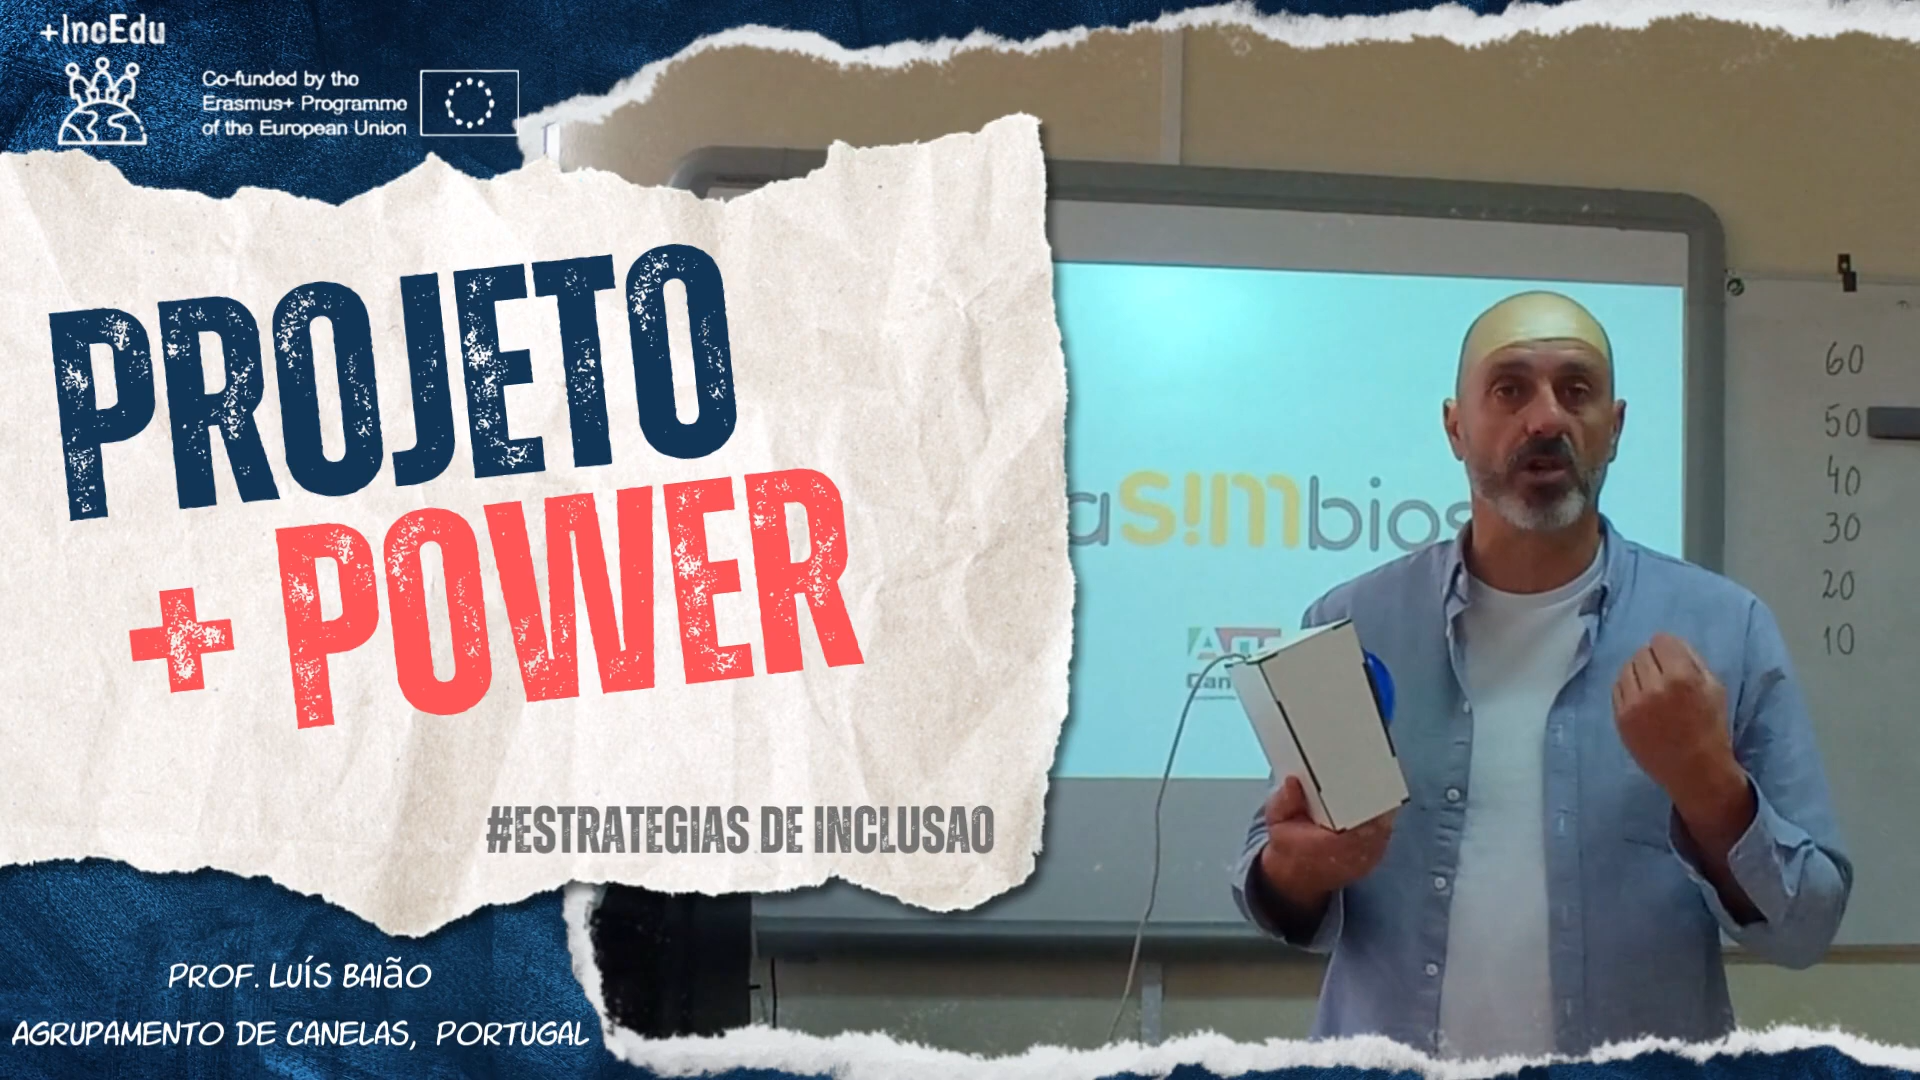 +IncEdu
Co-funded by the
Erasmus+ Programme
of the European Union
PROJETO
+ POWER
#ESTRATEGIAS DE INCLUSAO
PROF. LUÍS BAIÃO
AGRUPAMENTO DE CANELAS, PORTUGAL
asimbios
60
50
40
30
20
10